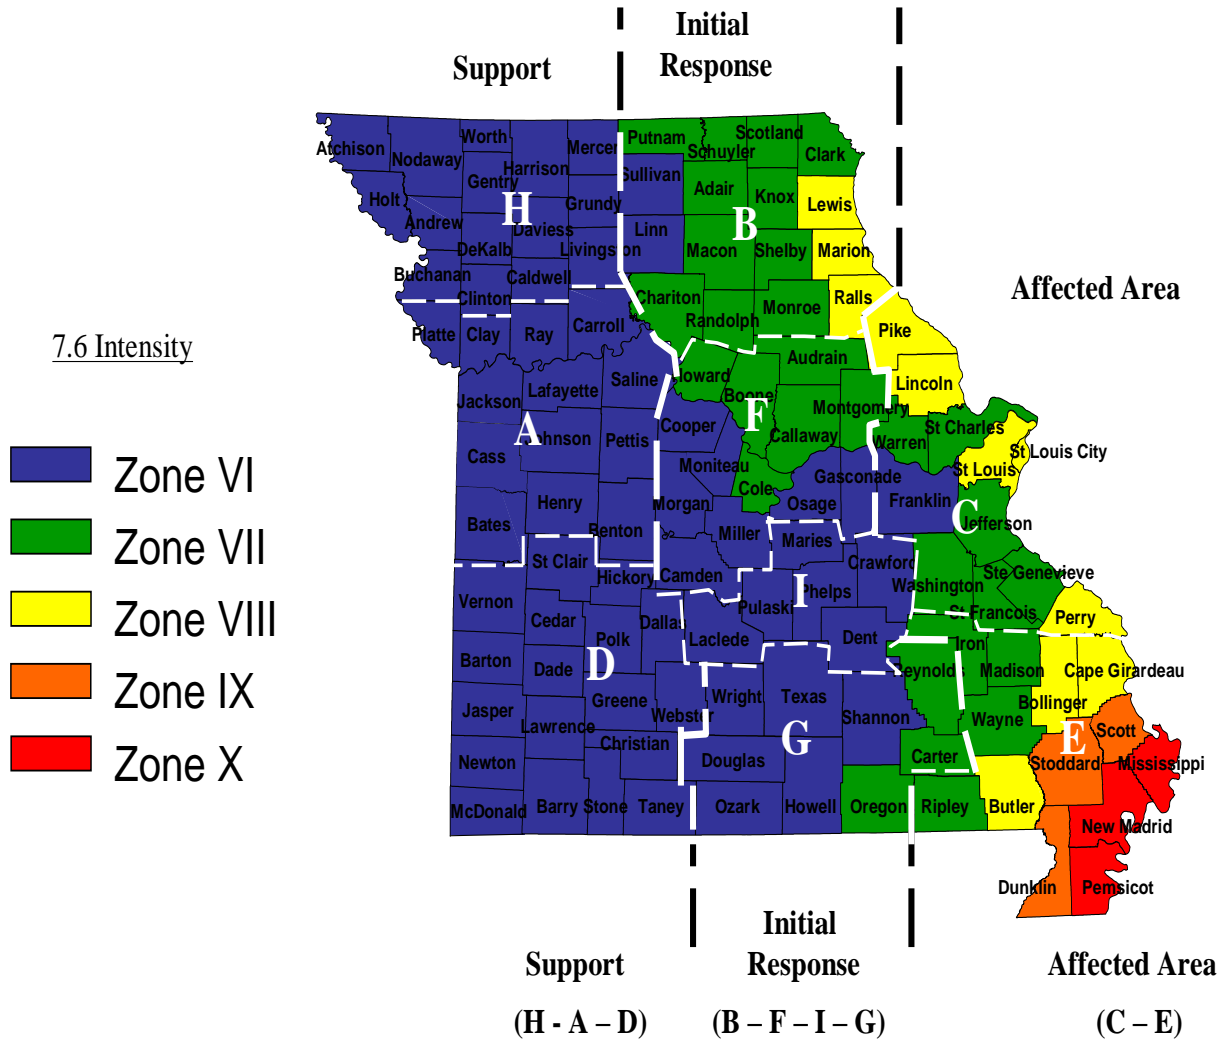 Initial
Response
Support
Affected Area
7.6 Intensity
Zone VI
Zone VII
Zone VIII
Zone IX
Zone X
Atchison
Nodaway
Worth
Harrison
Mercer
Putnam
Schuyler
Scotland
Clark
Gentry
Sullivan
Adair
Knox
Lewis
Holt
Andrew
H
Grundy
Daviess
DeKalb
Livingston
Linn
B
Macon
Shelby
Marion
Buchanan
Caldwell
Clinton
Chariton
Randolph
Monroe
Ralls
Pike
Platte
Clay
Ray
Carroll
Audrain
Lincoln
Jackson
Lafayette
Saline
Howard
Boone
F
Callaway
Montgomery
Warren
St Charles
St Louis City
St Louis
A
Johnson
Pettis
Cooper
Cass
Moniteau
Cole
Gasconade
Osage
Franklin
C
Jefferson
Henry
Morgan
Bates
Benton
Miller
Maries
St Clair
Hickory
Camden
Crawford
Washington
Ste Genevieve
St Francois
Perry
Vernon
I
Phelps
Pulaski
Cedar
Polk
Dallas
Laclede
Dent
Iron
Reynolds
Madison
Cape Girardeau
Bollinger
Barton
Dade
D
Greene
Webster
Wright
Texas
Shannon
Wayne
Scott
E
Stoddard
Mississippi
Jasper
Lawrence
Christian
G
Douglas
Carter
Newton
McDonald
Barry
Stone
Taney
Ozark
Howell
Oregon
Ripley
Butler
New Madrid
Dunklin
Pemsicot
Initial
Support
Response
Affected Area
(H - A – D)
(B – F – I – G)
(C – E)